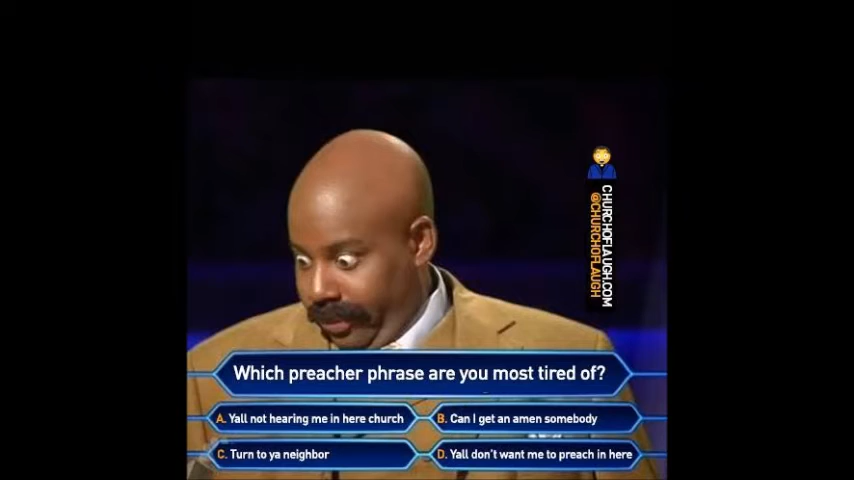 CHURCHOFLAUGH.COM
@CHURCHOFLAUGH
Which preacher phrase are you most tired of?
A. Yall not hearing me in here church
B. Can I get an amen somebody
C. Turn to ya neighbor
D. Yall don't want me to preach in here